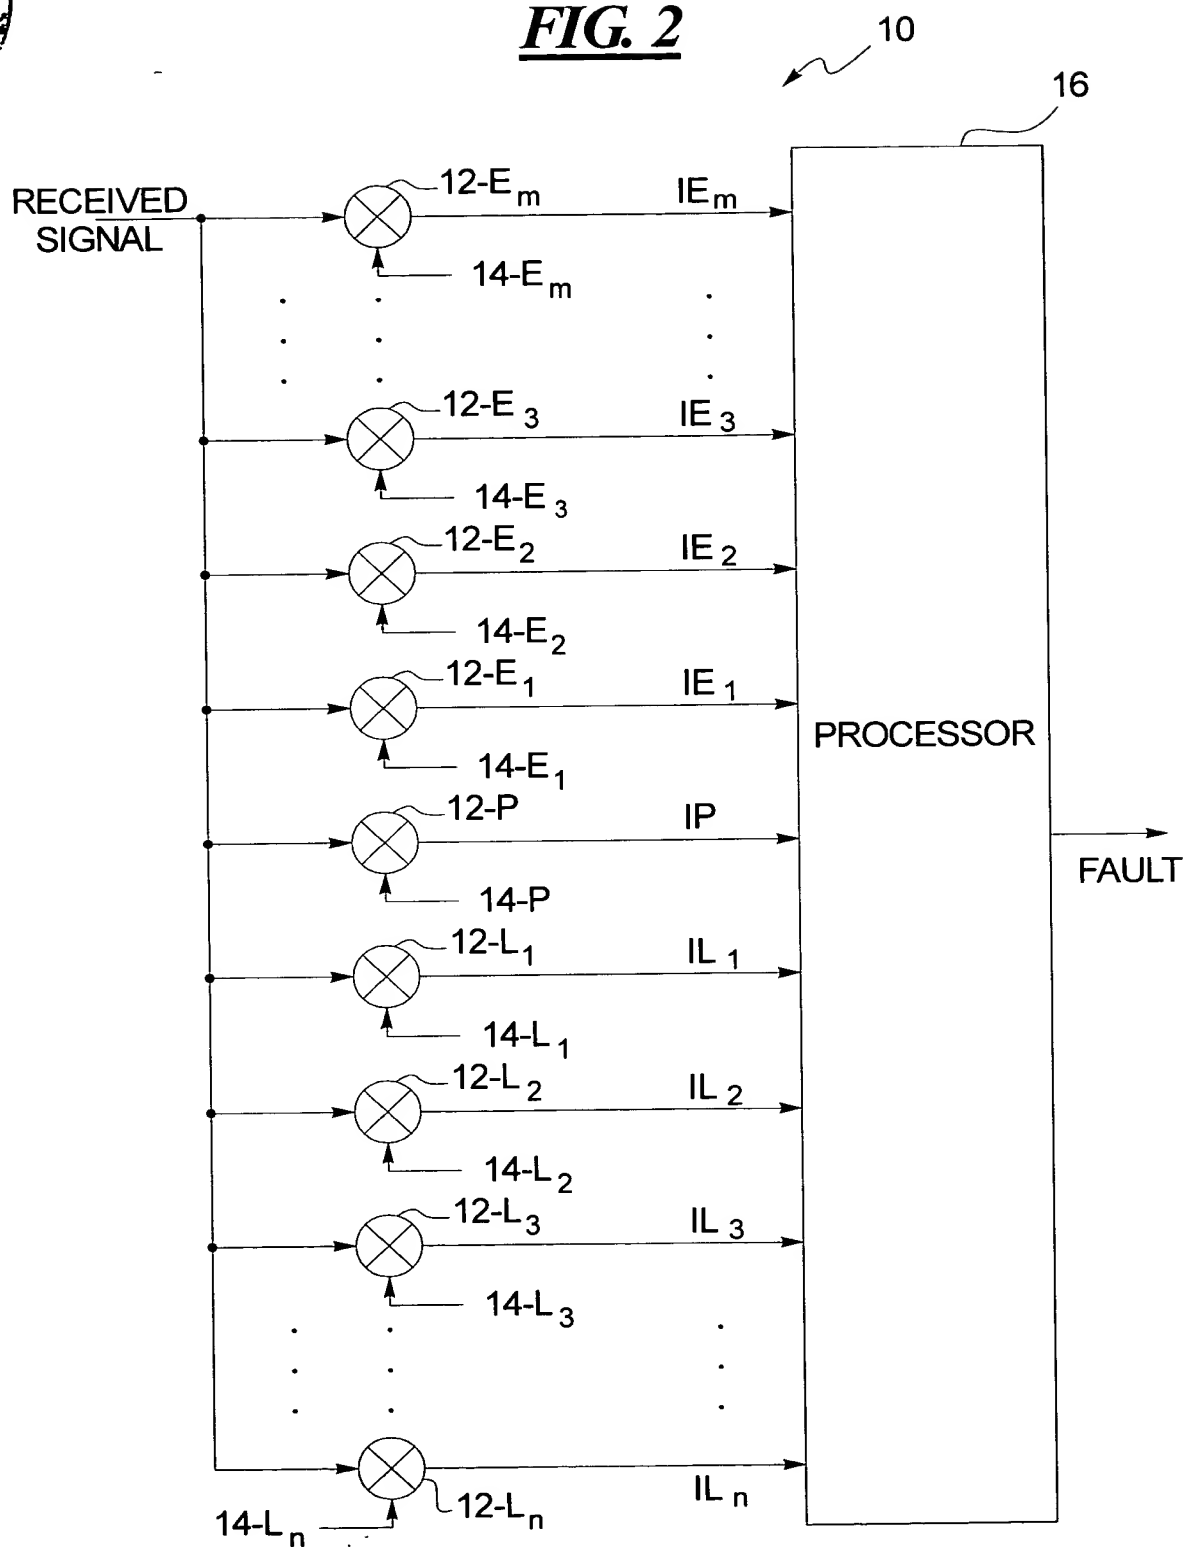 FIG. 2
10
16
RECEIVED
SIGNAL
12-Em
IEm
14-Em
12-E3
IE3
14-E3
12-E2
IE2
14-E2
12-E1
IE1
14-E1
PROCESSOR
12-P
IP
14-P
FAULT
12-L1
IL1
14-L1
12-L2
IL2
14-L2
12-L3
IL3
14-L3
12-Ln
ILn
14-Ln